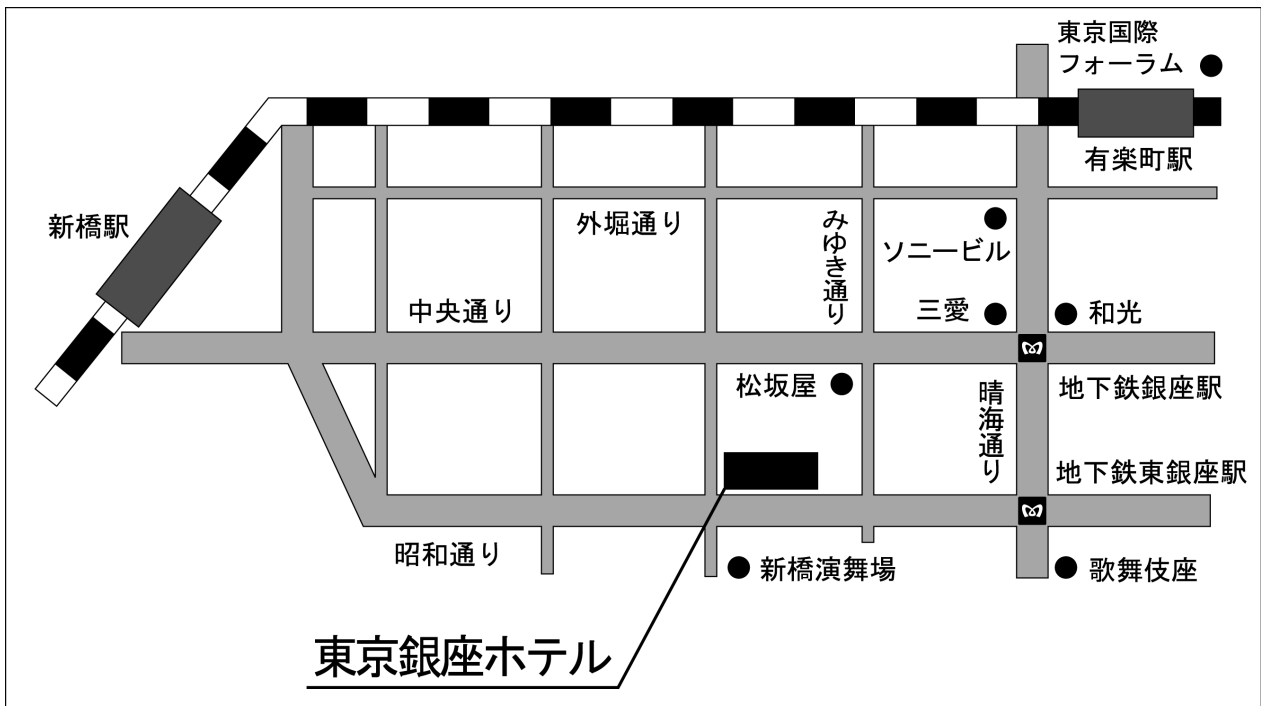 東京国際
フォーラム
有楽町駅
新橋駅
外堀通り
みゆき通り
ソニービル
中央通り
三愛
和光
松坂屋
地下鉄銀座駅
晴海通り
地下鉄東銀座駅
昭和通り
新橋演舞場
歌舞伎座
東京銀座ホテル